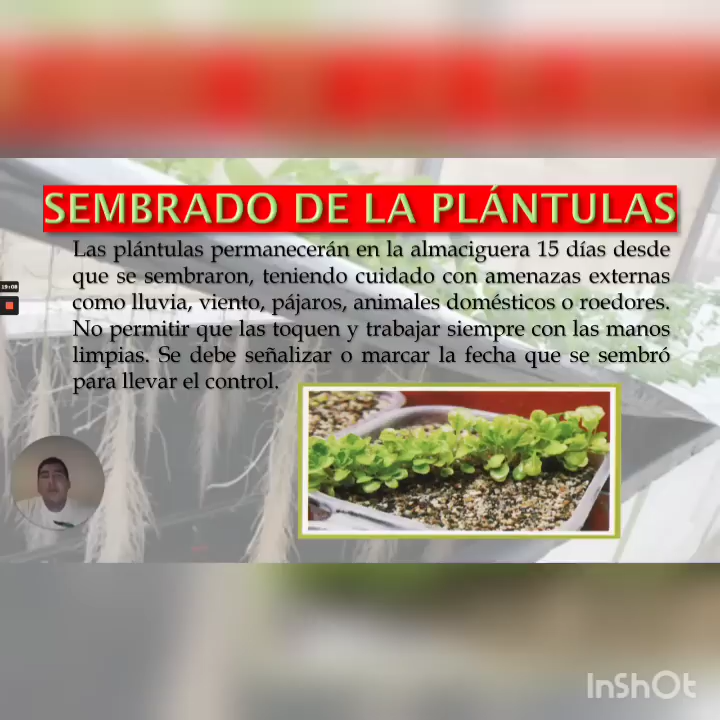 SEMBRADO DE LA PLÁNTULAS
Las plántulas permanecerán en la almaciguera 15 días desde
que se sembraron, teniendo cuidado con amenazas externas
como lluvia, viento, pájaros, animales domésticos o roedores.
No permitir que las toquen y trabajar siempre con las manos
limpias. Se debe señalizar o marcar la fecha que se sembró
para llevar el control.
19:08
InShOt